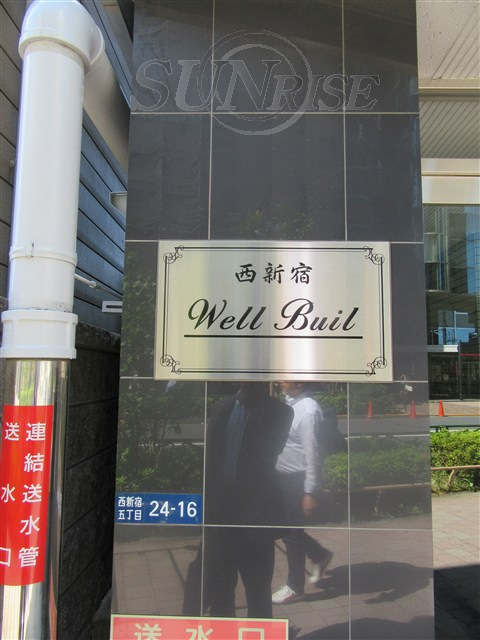 SUNRISE
西新宿
Well Buil
西新宿
五丁目 24-16
連結送水管
送水口
送水口